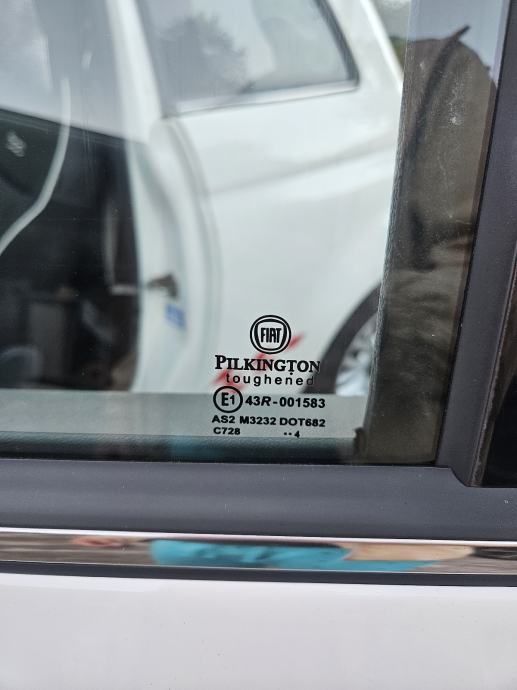 FIAT
PILKINGTON
toughened
E1 43R-001583
AS2 M3232 DOT682
C728 ··4